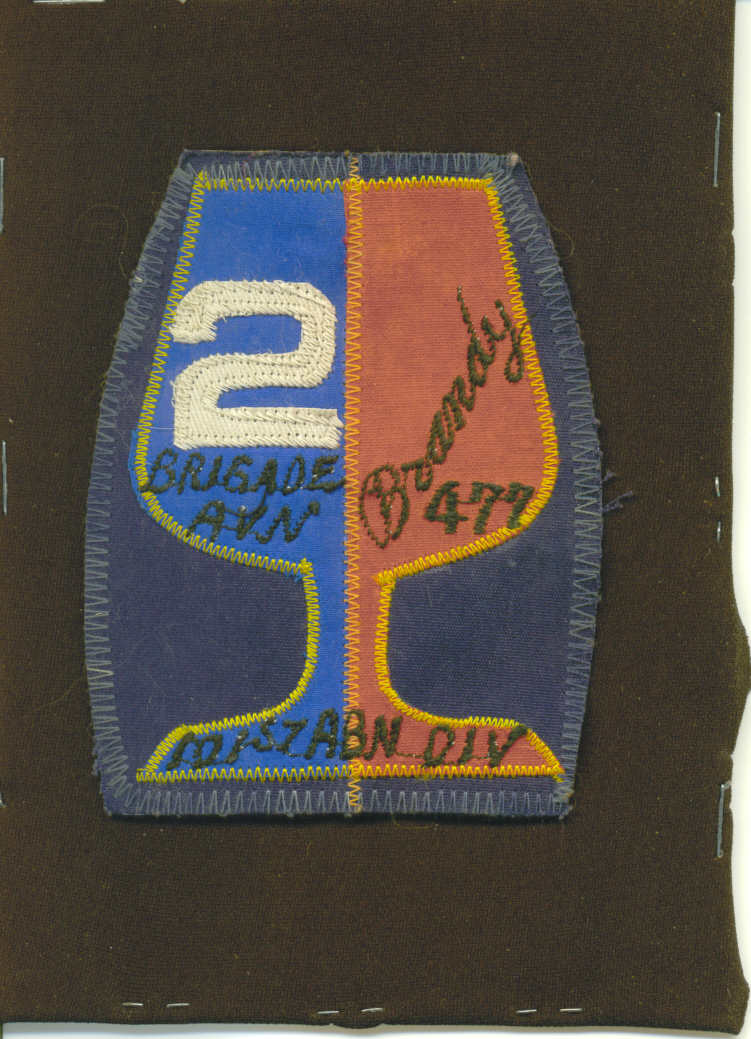 2
BRIGADE
AVN
Brandy
477
101ST ABN DIV